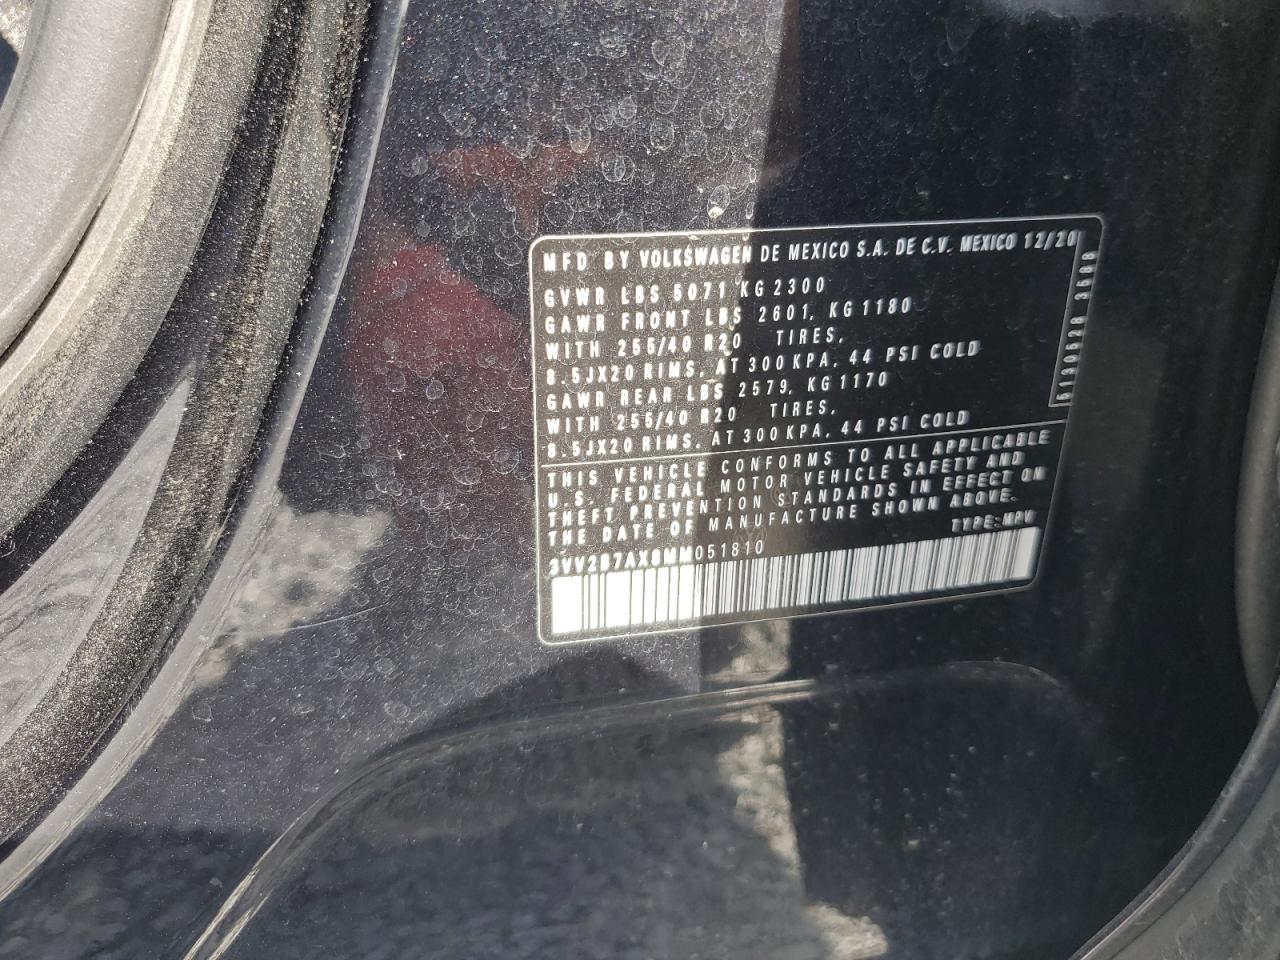 MFD BY VOLKSWAGEN DE MEXICO S.A. DE C.V. MEXICO 12/20
GVWR LBS 5071 KG 2300
GAWR FRONT LBS 2601, KG 1180
WITH 255/40 R20 TIRES,
8.5JX20 RIMS, AT 300 KPA, 44 PSI COLD
GAWR REAR LBS 2579, KG 1170
WITH 255/40 R20 TIRES,
8.5JX20 RIMS, AT 300 KPA, 44 PSI COLD
THIS VEHICLE CONFORMS TO ALL APPLICABLE
U.S. FEDERAL MOTOR VEHICLE SAFETY AND
THEFT PREVENTION STANDARDS IN EFFECT ON
THE DATE OF MANUFACTURE SHOWN ABOVE.
TYPE: MPV
3VV2B7AX8MM051810